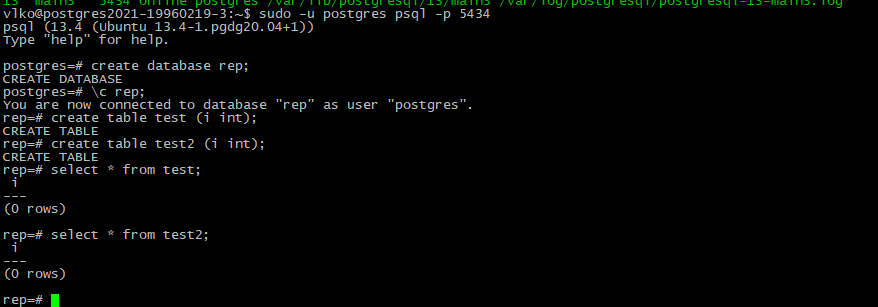 13  main3   5434 online postgres /var/lib/postgresql/13/main3 /var/log/postgresql/postgresql-13-main3.log
vlko@postgres2021-19960219-3:~$ sudo -u postgres psql -p 5434
psql (13.4 (Ubuntu 13.4-1.pgdg20.04+1))
Type "help" for help.

postgres=# create database rep;
CREATE DATABASE
postgres=# \c rep;
You are now connected to database "rep" as user "postgres".
rep=# create table test (i int);
CREATE TABLE
rep=# create table test2 (i int);
CREATE TABLE
rep=# select * from test;
 i
---
(0 rows)

rep=# select * from test2;
 i
---
(0 rows)

rep=#